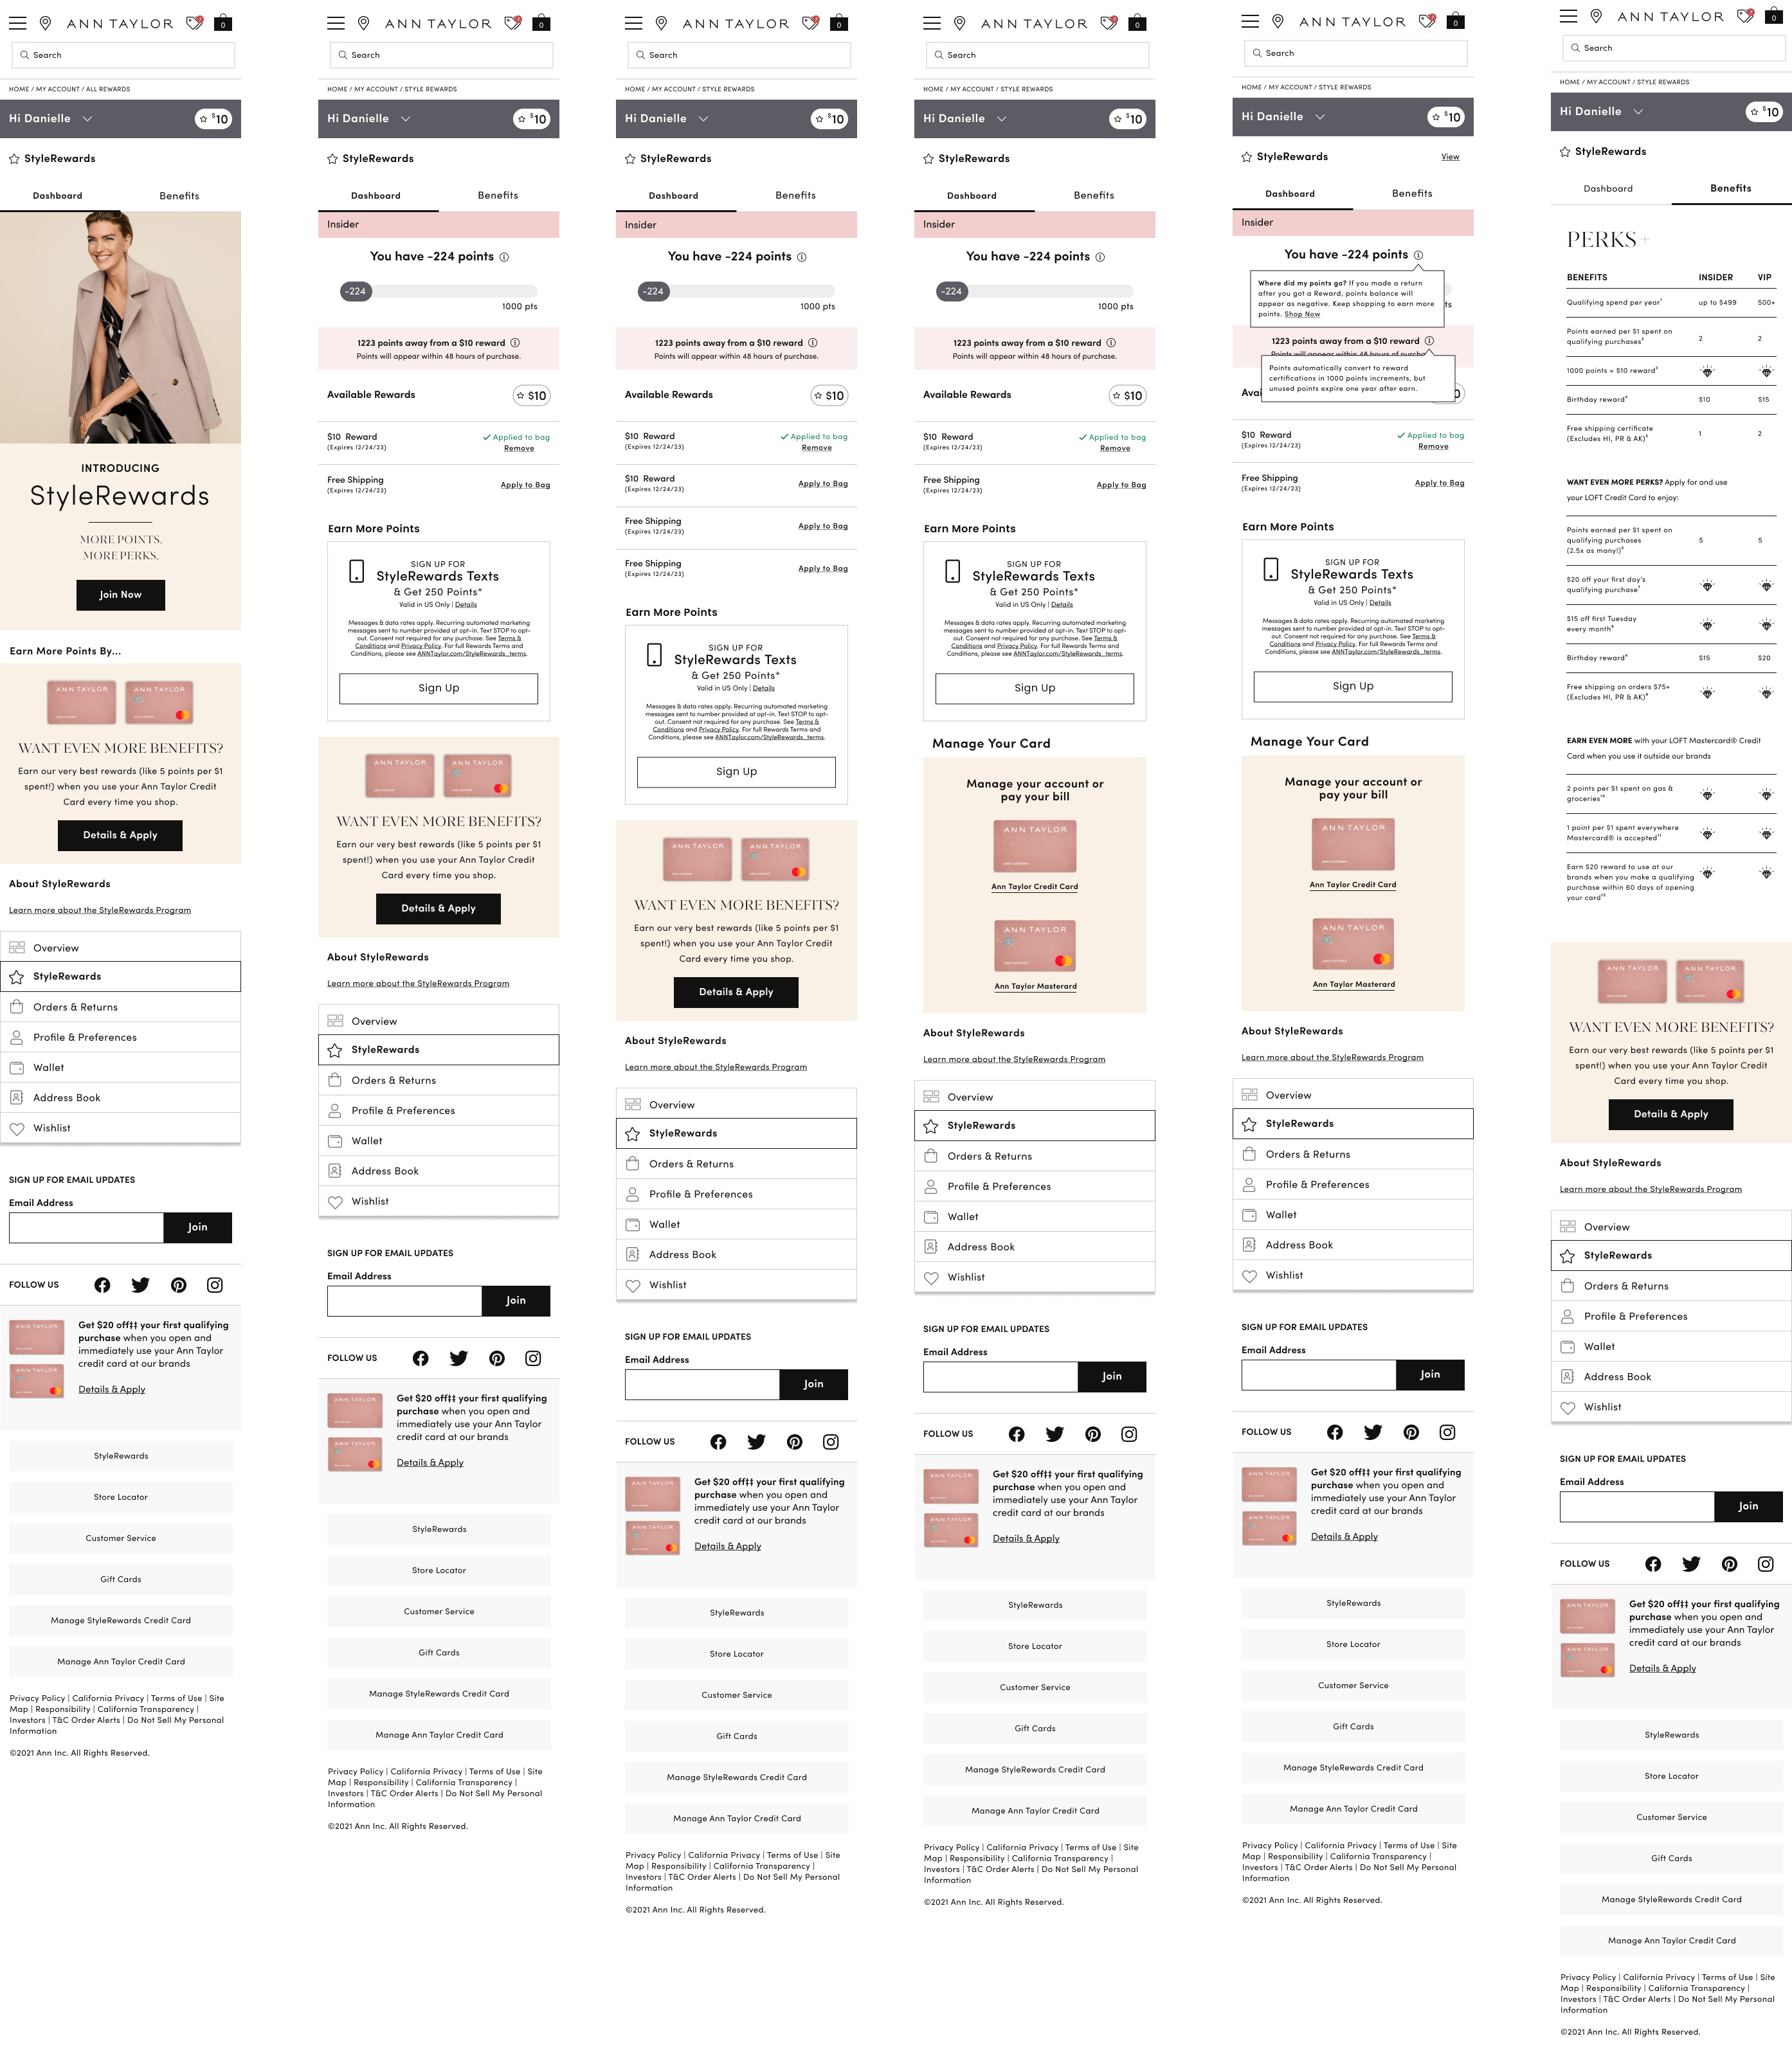 ANN TAYLOR
0
Search
HOME / MY ACCOUNT / ALL REWARDS
Hi Danielle
$10
StyleRewards
Dashboard Benefits
INTRODUCING
StyleRewards
MORE POINTS.
MORE PERKS.
Join Now
Earn More Points By...
ANN TAYLOR ANN TAYLOR
WANT EVEN MORE BENEFITS?
Earn our very best rewards (like 5 points per $1
spent!) when you use your Ann Taylor Credit
Card every time you shop.
Details & Apply
About StyleRewards
Learn more about the StyleRewards Program
Overview
StyleRewards
Orders & Returns
Profile & Preferences
Wallet
Address Book
Wishlist
SIGN UP FOR EMAIL UPDATES
Email Address
Join
FOLLOW US
ANN TAYLOR
ANN TAYLOR
Get $20 off‡‡ your first qualifying
purchase when you open and
immediately use your Ann Taylor
credit card at our brands
Details & Apply
StyleRewards
Store Locator
Customer Service
Gift Cards
Manage StyleRewards Credit Card
Manage Ann Taylor Credit Card
Privacy Policy | California Privacy | Terms of Use | Site
Map | Responsibility | California Transparency |
Investors | T&C Order Alerts | Do Not Sell My Personal
Information
©2021 Ann Inc. All Rights Reserved.
ANN TAYLOR
0
Search
HOME / MY ACCOUNT / STYLE REWARDS
Hi Danielle
$10
StyleRewards
Dashboard Benefits
Insider
You have -224 points
-224
1000 pts
1223 points away from a $10 reward
Points will appear within 48 hours of purchase.
Available Rewards
$10
$10 Reward
(Expires 12/24/23)
Applied to bag
Remove
Free Shipping
(Expires 12/24/23)
Apply to Bag
Earn More Points
SIGN UP FOR
StyleRewards Texts
& Get 250 Points*
Valid in US Only | Details
Messages & data rates apply. Recurring automated marketing
messages sent to number provided at opt-in. Text STOP to opt-
out. Consent not required for any purchase. See Terms &
Conditions and Privacy Policy. For full Rewards Terms and
Conditions, please see ANNTaylor.com/StyleRewards_terms.
Sign Up
ANN TAYLOR ANN TAYLOR
WANT EVEN MORE BENEFITS?
Earn our very best rewards (like 5 points per $1
spent!) when you use your Ann Taylor Credit
Card every time you shop.
Details & Apply
About StyleRewards
Learn more about the StyleRewards Program
Overview
StyleRewards
Orders & Returns
Profile & Preferences
Wallet
Address Book
Wishlist
SIGN UP FOR EMAIL UPDATES
Email Address
Join
FOLLOW US
ANN TAYLOR
ANN TAYLOR
Get $20 off‡‡ your first qualifying
purchase when you open and
immediately use your Ann Taylor
credit card at our brands
Details & Apply
StyleRewards
Store Locator
Customer Service
Gift Cards
Manage StyleRewards Credit Card
Manage Ann Taylor Credit Card
Privacy Policy | California Privacy | Terms of Use | Site
Map | Responsibility | California Transparency |
Investors | T&C Order Alerts | Do Not Sell My Personal
Information
©2021 Ann Inc. All Rights Reserved.
ANN TAYLOR
0
Search
HOME / MY ACCOUNT / STYLE REWARDS
Hi Danielle
$10
StyleRewards
Dashboard Benefits
Insider
You have -224 points
-224
1000 pts
1223 points away from a $10 reward
Points will appear within 48 hours of purchase.
Available Rewards
$10
$10 Reward
(Expires 12/24/23)
Applied to bag
Remove
$10 Reward
(Expires 12/24/23)
Apply to Bag
Free Shipping
(Expires 12/24/23)
Apply to Bag
Free Shipping
(Expires 12/24/23)
Apply to Bag
Earn More Points
SIGN UP FOR
StyleRewards Texts
& Get 250 Points*
Valid in US Only | Details
Messages & data rates apply. Recurring automated marketing
messages sent to number provided at opt-in. Text STOP to opt-
out. Consent not required for any purchase. See Terms &
Conditions and Privacy Policy. For full Rewards Terms and
Conditions, please see ANNTaylor.com/StyleRewards_terms.
Sign Up
ANN TAYLOR ANN TAYLOR
WANT EVEN MORE BENEFITS?
Earn our very best rewards (like 5 points per $1
spent!) when you use your Ann Taylor Credit
Card every time you shop.
Details & Apply
About StyleRewards
Learn more about the StyleRewards Program
Overview
StyleRewards
Orders & Returns
Profile & Preferences
Wallet
Address Book
Wishlist
SIGN UP FOR EMAIL UPDATES
Email Address
Join
FOLLOW US
ANN TAYLOR
ANN TAYLOR
Get $20 off‡‡ your first qualifying
purchase when you open and
immediately use your Ann Taylor
credit card at our brands
Details & Apply
StyleRewards
Store Locator
Customer Service
Gift Cards
Manage StyleRewards Credit Card
Manage Ann Taylor Credit Card
Privacy Policy | California Privacy | Terms of Use | Site
Map | Responsibility | California Transparency |
Investors | T&C Order Alerts | Do Not Sell My Personal
Information
©2021 Ann Inc. All Rights Reserved.
ANN TAYLOR
0
Search
HOME / MY ACCOUNT / STYLE REWARDS
Hi Danielle
$10
StyleRewards
Dashboard Benefits
Insider
You have -224 points
-224
1000 pts
1223 points away from a $10 reward
Points will appear within 48 hours of purchase.
Available Rewards
$10
$10 Reward
(Expires 12/24/23)
Applied to bag
Remove
Free Shipping
(Expires 12/24/23)
Apply to Bag
Earn More Points
SIGN UP FOR
StyleRewards Texts
& Get 250 Points*
Valid in US Only | Details
Messages & data rates apply. Recurring automated marketing
messages sent to number provided at opt-in. Text STOP to opt-
out. Consent not required for any purchase. See Terms &
Conditions and Privacy Policy. For full Rewards Terms and
Conditions, please see ANNTaylor.com/StyleRewards_terms.
Sign Up
Manage Your Card
Manage your account or
pay your bill
ANN TAYLOR
Ann Taylor Credit Card
ANN TAYLOR
Ann Taylor Masterard
About StyleRewards
Learn more about the StyleRewards Program
Overview
StyleRewards
Orders & Returns
Profile & Preferences
Wallet
Address Book
Wishlist
SIGN UP FOR EMAIL UPDATES
Email Address
Join
FOLLOW US
ANN TAYLOR
ANN TAYLOR
Get $20 off‡‡ your first qualifying
purchase when you open and
immediately use your Ann Taylor
credit card at our brands
Details & Apply
StyleRewards
Store Locator
Customer Service
Gift Cards
Manage StyleRewards Credit Card
Manage Ann Taylor Credit Card
Privacy Policy | California Privacy | Terms of Use | Site
Map | Responsibility | California Transparency |
Investors | T&C Order Alerts | Do Not Sell My Personal
Information
©2021 Ann Inc. All Rights Reserved.
ANN TAYLOR
0
Search
HOME / MY ACCOUNT / STYLE REWARDS
Hi Danielle
$10
StyleRewards
View
Dashboard Benefits
Insider
You have -224 points
Where did my points go? If you made a return
after you got a Reward, points balance will
appear as negative. Keep shopping to earn more
points. Shop Now
ts
1223 points away from a $10 reward
Points will appear within 48 hours of purcha
Points automatically convert to reward
certifications in 1000 points increments, but
unused points expire one year after earn.
Avai
0
$10 Reward
(Expires 12/24/23)
Applied to bag
Remove
Free Shipping
(Expires 12/24/23)
Apply to Bag
Earn More Points
SIGN UP FOR
StyleRewards Texts
& Get 250 Points*
Valid in US Only | Details
Messages & data rates apply. Recurring automated marketing
messages sent to number provided at opt-in. Text STOP to opt-
out. Consent not required for any purchase. See Terms &
Conditions and Privacy Policy. For full Rewards Terms and
Conditions, please see ANNTaylor.com/StyleRewards_terms.
Sign Up
Manage Your Card
Manage your account or
pay your bill
ANN TAYLOR
Ann Taylor Credit Card
ANN TAYLOR
Ann Taylor Masterard
About StyleRewards
Learn more about the StyleRewards Program
Overview
StyleRewards
Orders & Returns
Profile & Preferences
Wallet
Address Book
Wishlist
SIGN UP FOR EMAIL UPDATES
Email Address
Join
FOLLOW US
ANN TAYLOR
ANN TAYLOR
Get $20 off‡‡ your first qualifying
purchase when you open and
immediately use your Ann Taylor
credit card at our brands
Details & Apply
StyleRewards
Store Locator
Customer Service
Gift Cards
Manage StyleRewards Credit Card
Manage Ann Taylor Credit Card
Privacy Policy | California Privacy | Terms of Use | Site
Map | Responsibility | California Transparency |
Investors | T&C Order Alerts | Do Not Sell My Personal
Information
©2021 Ann Inc. All Rights Reserved.
ANN TAYLOR
0
Search
HOME / MY ACCOUNT / STYLE REWARDS
Hi Danielle
$10
StyleRewards
Dashboard Benefits
PERKS+
BENEFITS INSIDER VIP
Qualifying spend per year¹ up to $499 500+
Points earned per $1 spent on
qualifying purchases² 2 2
1000 points = $10 reward³
Birthday reward⁴ $10 $15
Free shipping certificate
(Excludes HI, PR & AK)⁵ 1 2
WANT EVEN MORE PERKS? Apply for and use
your LOFT Credit Card to enjoy:
Points earned per $1 spent on
qualifying purchases 5 5
(2.5x as many!)⁶
$20 off your first day's
qualifying purchase⁷
$15 off first Tuesday
every month⁸
Birthday reward⁴ $15 $20
Free shipping on orders $75+
(Excludes HI, PR & AK)⁹
EARN EVEN MORE with your LOFT Mastercard® Credit
Card when you use it outside our brands
2 points per $1 spent on gas &
groceries¹⁰
1 point per $1 spent everywhere
Mastercard® is accepted¹¹
Earn $20 reward to use at our
brands when you make a qualifying
purchase within 60 days of opening
your card¹²
ANN TAYLOR ANN TAYLOR
WANT EVEN MORE BENEFITS?
Earn our very best rewards (like 5 points per $1
spent!) when you use your Ann Taylor Credit
Card every time you shop.
Details & Apply
About StyleRewards
Learn more about the StyleRewards Program
Overview
StyleRewards
Orders & Returns
Profile & Preferences
Wallet
Address Book
Wishlist
SIGN UP FOR EMAIL UPDATES
Email Address
Join
FOLLOW US
ANN TAYLOR
ANN TAYLOR
Get $20 off‡‡ your first qualifying
purchase when you open and
immediately use your Ann Taylor
credit card at our brands
Details & Apply
StyleRewards
Store Locator
Customer Service
Gift Cards
Manage StyleRewards Credit Card
Manage Ann Taylor Credit Card
Privacy Policy | California Privacy | Terms of Use | Site
Map | Responsibility | California Transparency |
Investors | T&C Order Alerts | Do Not Sell My Personal
Information
©2021 Ann Inc. All Rights Reserved.